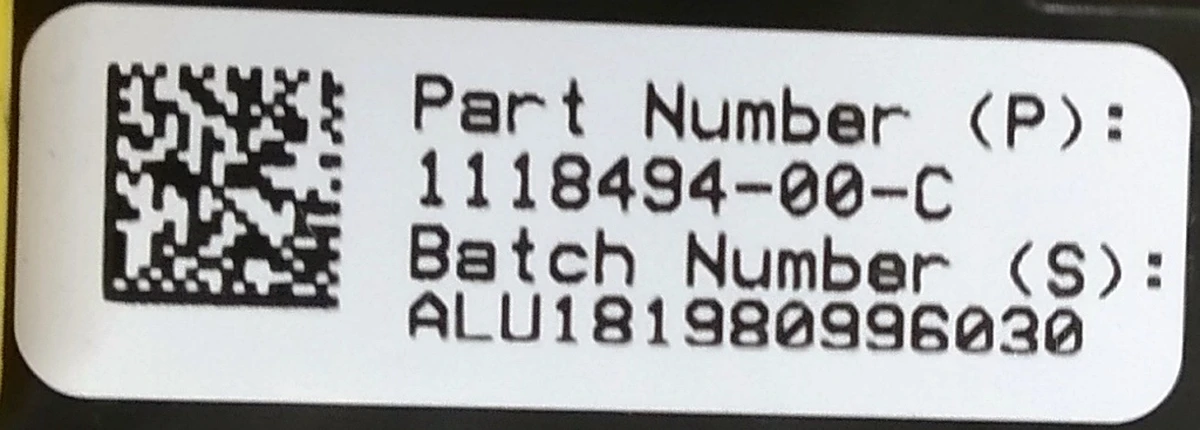 Part Number (P):
1118494-00-C
Batch Number (S):
ALU181980996030